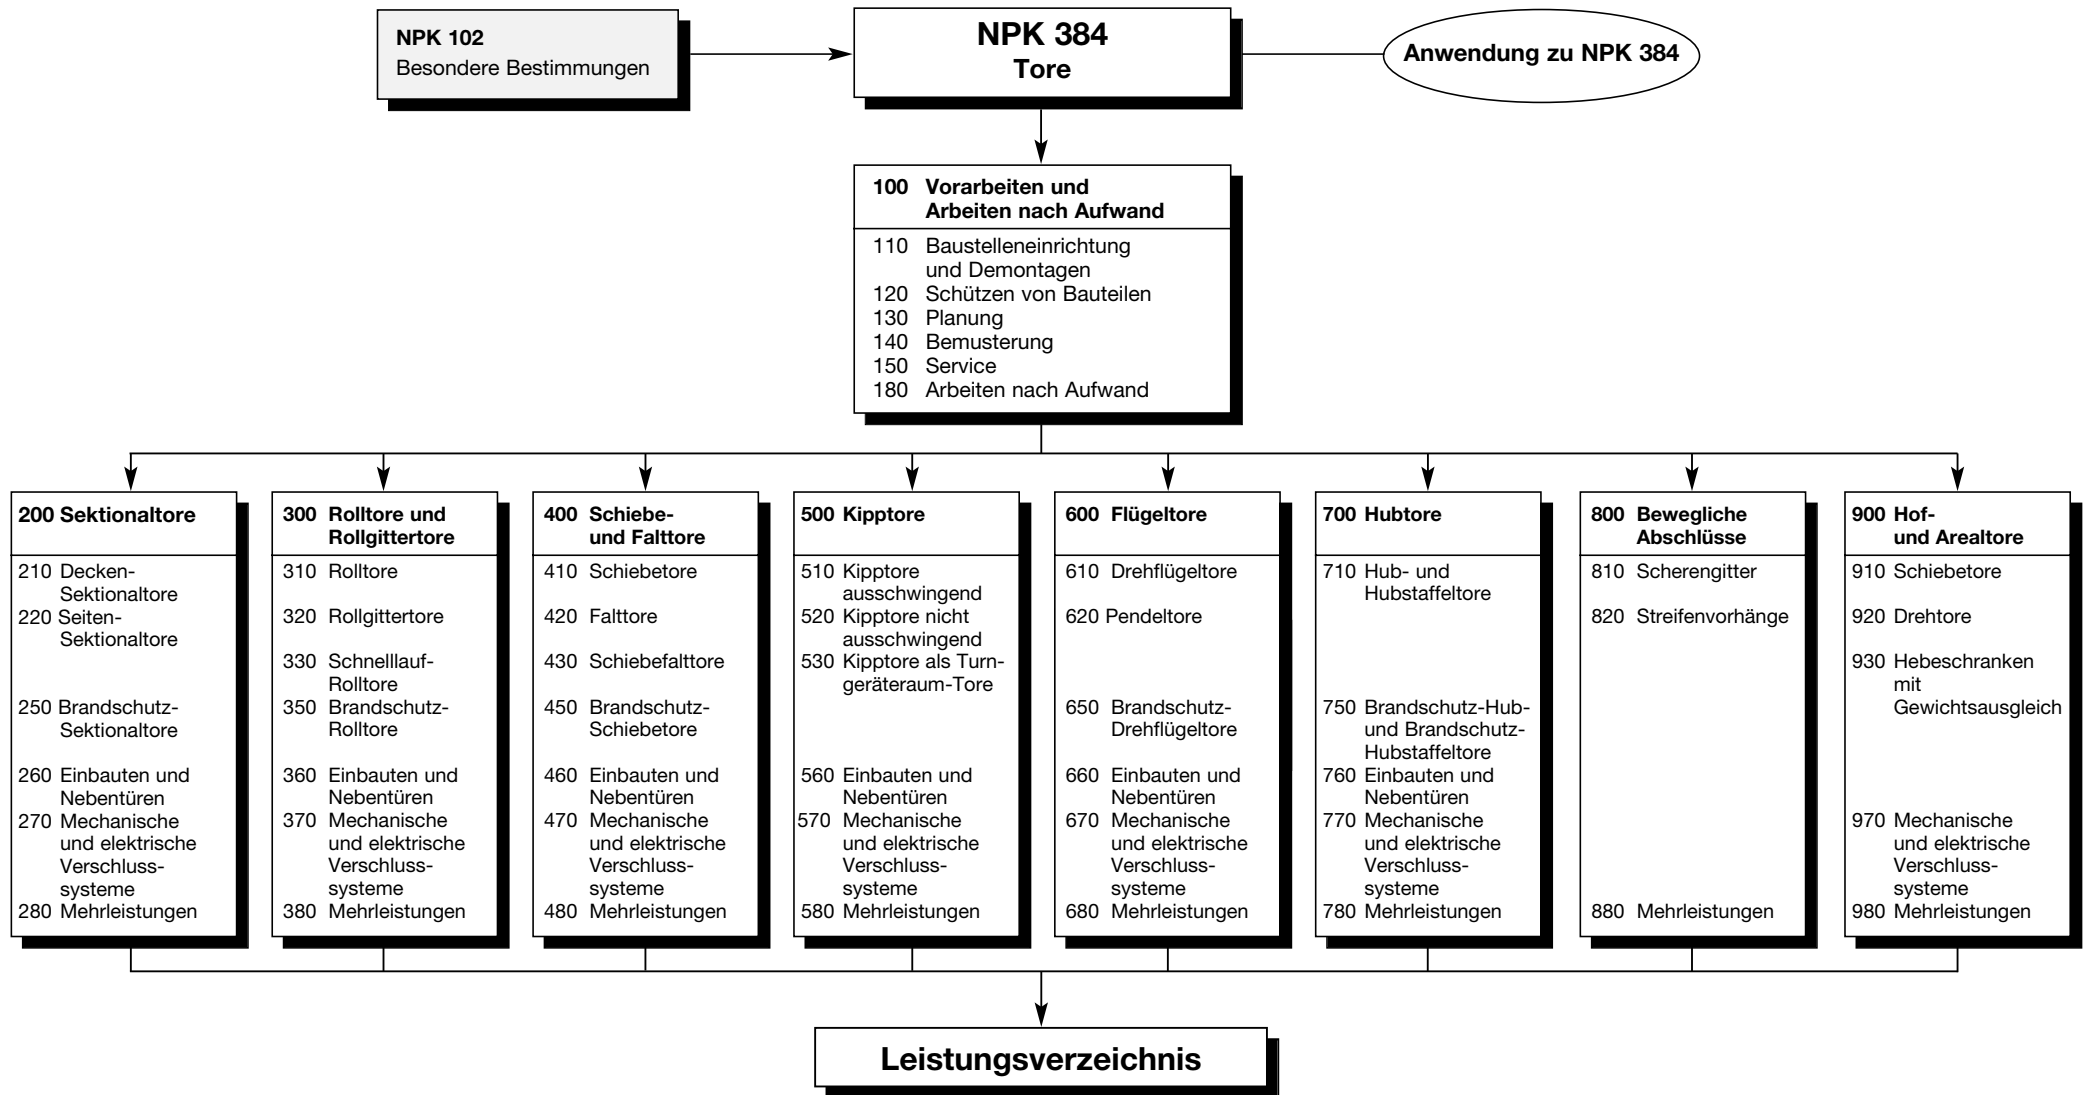 NPK 102
Besondere Bestimmungen
NPK 384
Tore
Anwendung zu NPK 384
100 Vorarbeiten und
Arbeiten nach Aufwand
110 Baustelleneinrichtung
und Demontagen
120 Schützen von Bauteilen
130 Planung
140 Bemusterung
150 Service
180 Arbeiten nach Aufwand
200 Sektionaltore
210 Decken-
Sektionaltore
220 Seiten-
Sektionaltore
250 Brandschutz-
Sektionaltore
260 Einbauten und
Nebentüren
270 Mechanische
und elektrische
Verschluss-
systeme
280 Mehrleistungen
300 Rolltore und
Rollgittertore
310 Rolltore
320 Rollgittertore
330 Schnelllauf-
Rolltore
350 Brandschutz-
Rolltore
360 Einbauten und
Nebentüren
370 Mechanische
und elektrische
Verschluss-
systeme
380 Mehrleistungen
400 Schiebe-
und Falttore
410 Schiebetore
420 Falttore
430 Schiebefalttore
450 Brandschutz-
Schiebetore
460 Einbauten und
Nebentüren
470 Mechanische
und elektrische
Verschluss-
systeme
480 Mehrleistungen
500 Kipptore
510 Kipptore
ausschwingend
520 Kipptore nicht
ausschwingend
530 Kipptore als Turn-
geräteraum-Tore
560 Einbauten und
Nebentüren
570 Mechanische
und elektrische
Verschluss-
systeme
580 Mehrleistungen
600 Flügeltore
610 Drehflügeltore
620 Pendeltore
650 Brandschutz-
Drehflügeltore
660 Einbauten und
Nebentüren
670 Mechanische
und elektrische
Verschluss-
systeme
680 Mehrleistungen
700 Hubtore
710 Hub- und
Hubstaffeltore
750 Brandschutz-Hub-
und Brandschutz-
Hubstaffeltore
760 Einbauten und
Nebentüren
770 Mechanische
und elektrische
Verschluss-
systeme
780 Mehrleistungen
800 Bewegliche
Abschlüsse
810 Scherengitter
820 Streifenvorhänge
880 Mehrleistungen
900 Hof-
und Arealtore
910 Schiebetore
920 Drehtore
930 Hebeschranken
mit
Gewichtsausgleich
970 Mechanische
und elektrische
Verschluss-
systeme
980 Mehrleistungen
Leistungsverzeichnis